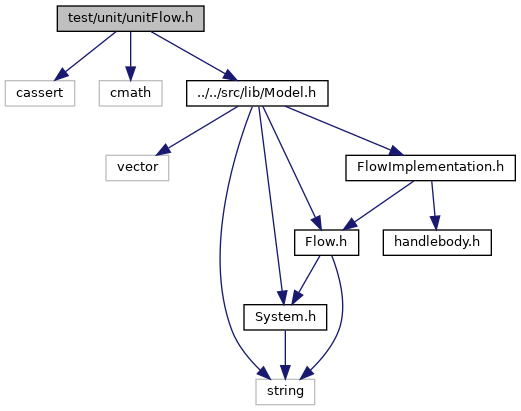 test/unit/unitFlow.h
cassert
cmath
../../src/lib/Model.h
vector
FlowImplementation.h
Flow.h
handlebody.h
System.h
string